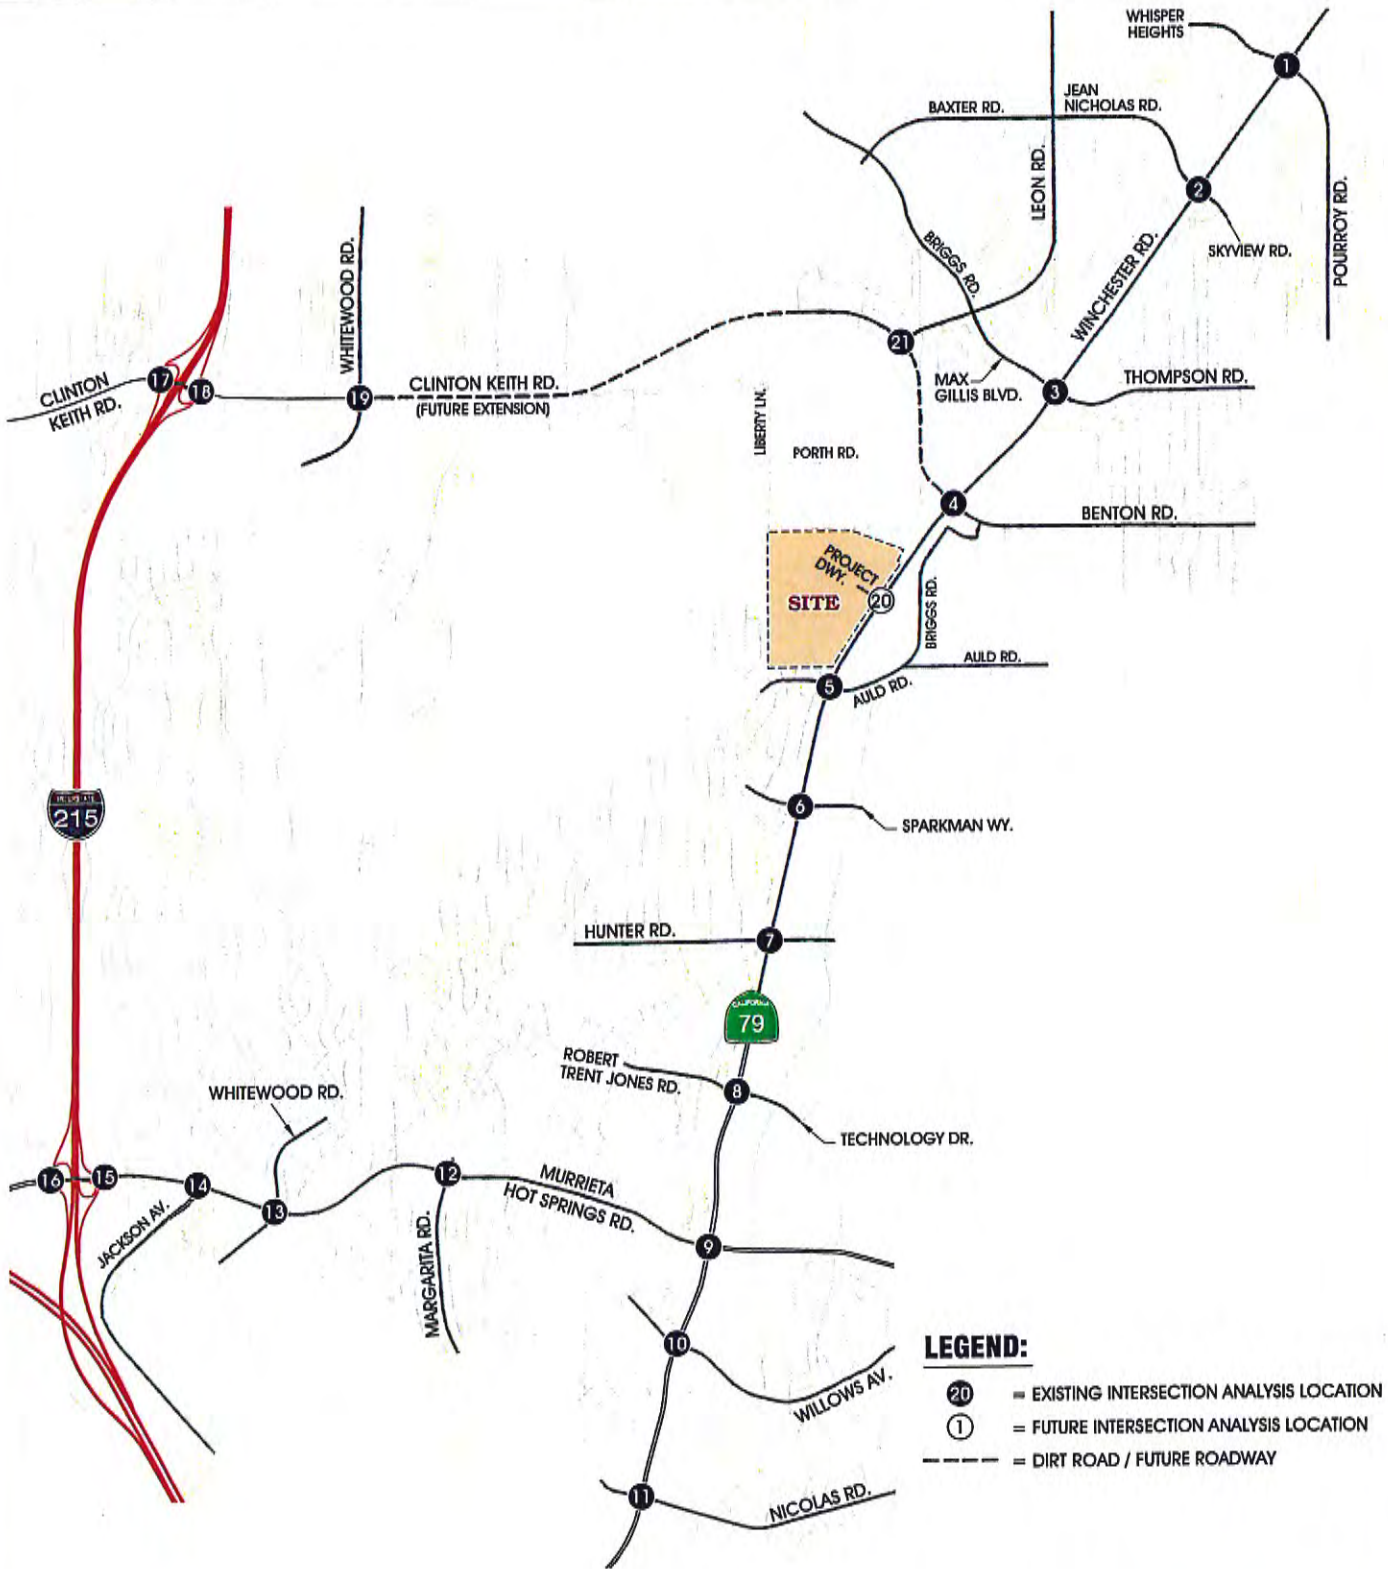 WHISPER
HEIGHTS
1
BAXTER RD.
JEAN
NICHOLAS RD.
LEON RD.
2
POURROY RD.
SKYVIEW RD.
BRIGGS RD.
WINCHESTER RD.
WHITEWOOD RD.
21
MAX
GILLIS BLVD.
3
THOMPSON RD.
CLINTON
KEITH RD.
17
18
19
CLINTON KEITH RD.
(FUTURE EXTENSION)
LIBERTY LN.
PORTH RD.
4
BENTON RD.
PROJECT
DWY.
SITE
20
BRIGGS RD.
AULD RD.
5
AULD RD.
INTERSTATE
215
6
SPARKMAN WY.
HUNTER RD.
7
CALIFORNIA
79
ROBERT
TRENT JONES RD.
8
TECHNOLOGY DR.
WHITEWOOD RD.
16
15
14
13
12
JACKSON AV.
MARGARITA RD.
MURRIETA
HOT SPRINGS RD.
9
10
WILLOWS AV.
11
NICOLAS RD.
LEGEND:
20 = EXISTING INTERSECTION ANALYSIS LOCATION
1 = FUTURE INTERSECTION ANALYSIS LOCATION
= DIRT ROAD / FUTURE ROADWAY